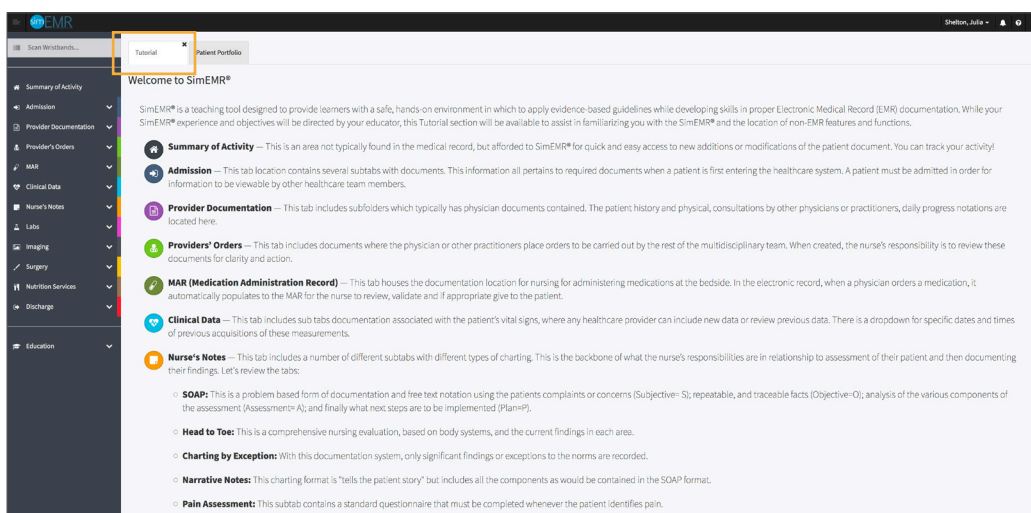 simEMR
Shelton, Julia
Scan Wristbands...
Tutorial
Patient Portfolio
Summary of Activity
Admission
Provider Documentation
Provider's Orders
MAR
Clinical Data
Nurse's Notes
Labs
Imaging
Surgery
Nutrition Services
Discharge
Education
Welcome to SimEMR®
SimEMR® is a teaching tool designed to provide learners with a safe, hands-on environment in which to apply evidence-based guidelines while developing skills in proper Electronic Medical Record (EMR) documentation. While your
SimEMR® experience and objectives will be directed by your educator, this Tutorial section will be available to assist in familiarizing you with the SimEMR® and the location of non-EMR features and functions.
Summary of Activity — This is an area not typically found in the medical record, but afforded to SimEMR® for quick and easy access to new additions or modifications of the patient document. You can track your activity!
Admission — This tab location contains several subtabs with documents. This information all pertains to required documents when a patient is first entering the healthcare system. A patient must be admitted in order for
information to be viewable by other healthcare team members.
Provider Documentation — This tab includes subfolders which typically has physician documents contained. The patient history and physical, consultations by other physicians or practitioners, daily progress notations are
located here.
Providers' Orders — This tab includes documents where the physician or other practitioners place orders to be carried out by the rest of the multidisciplinary team. When created, the nurse's responsibility is to review these
documents for clarity and action.
MAR (Medication Administration Record) — This tab houses the documentation location for nursing for administering medications at the bedside. In the electronic record, when a physician orders a medication, it
automatically populates to the MAR for the nurse to review, validate and if appropriate give to the patient.
Clinical Data — This tab includes sub tabs documentation associated with the patient's vital signs, where any healthcare provider can include new data or review previous data. There is a dropdown for specific dates and times
of previous acquisitions of these measurements.
Nurse's Notes — This tab includes a number of different subtabs with different types of charting. This is the backbone of what the nurse's responsibilities are in relationship to assessment of their patient and then documenting
their findings. Let's review the tabs:
SOAP: This is a problem based form of documentation and free text notation using the patients complaints or concerns (Subjective= S); repeatable, and traceable facts (Objective=O); analysis of the various components of
the assessment (Assessment= A); and finally what next steps are to be implemented (Plan=P).
Head to Toe: This is a comprehensive nursing evaluation, based on body systems, and the current findings in each area.
Charting by Exception: With this documentation system, only significant findings or exceptions to the norms are recorded.
Narrative Notes: This charting format is "tells the patient story" but includes all the components as would be contained in the SOAP format.
Pain Assessment: This subtab contains a standard questionnaire that must be completed whenever the patient identifies pain.